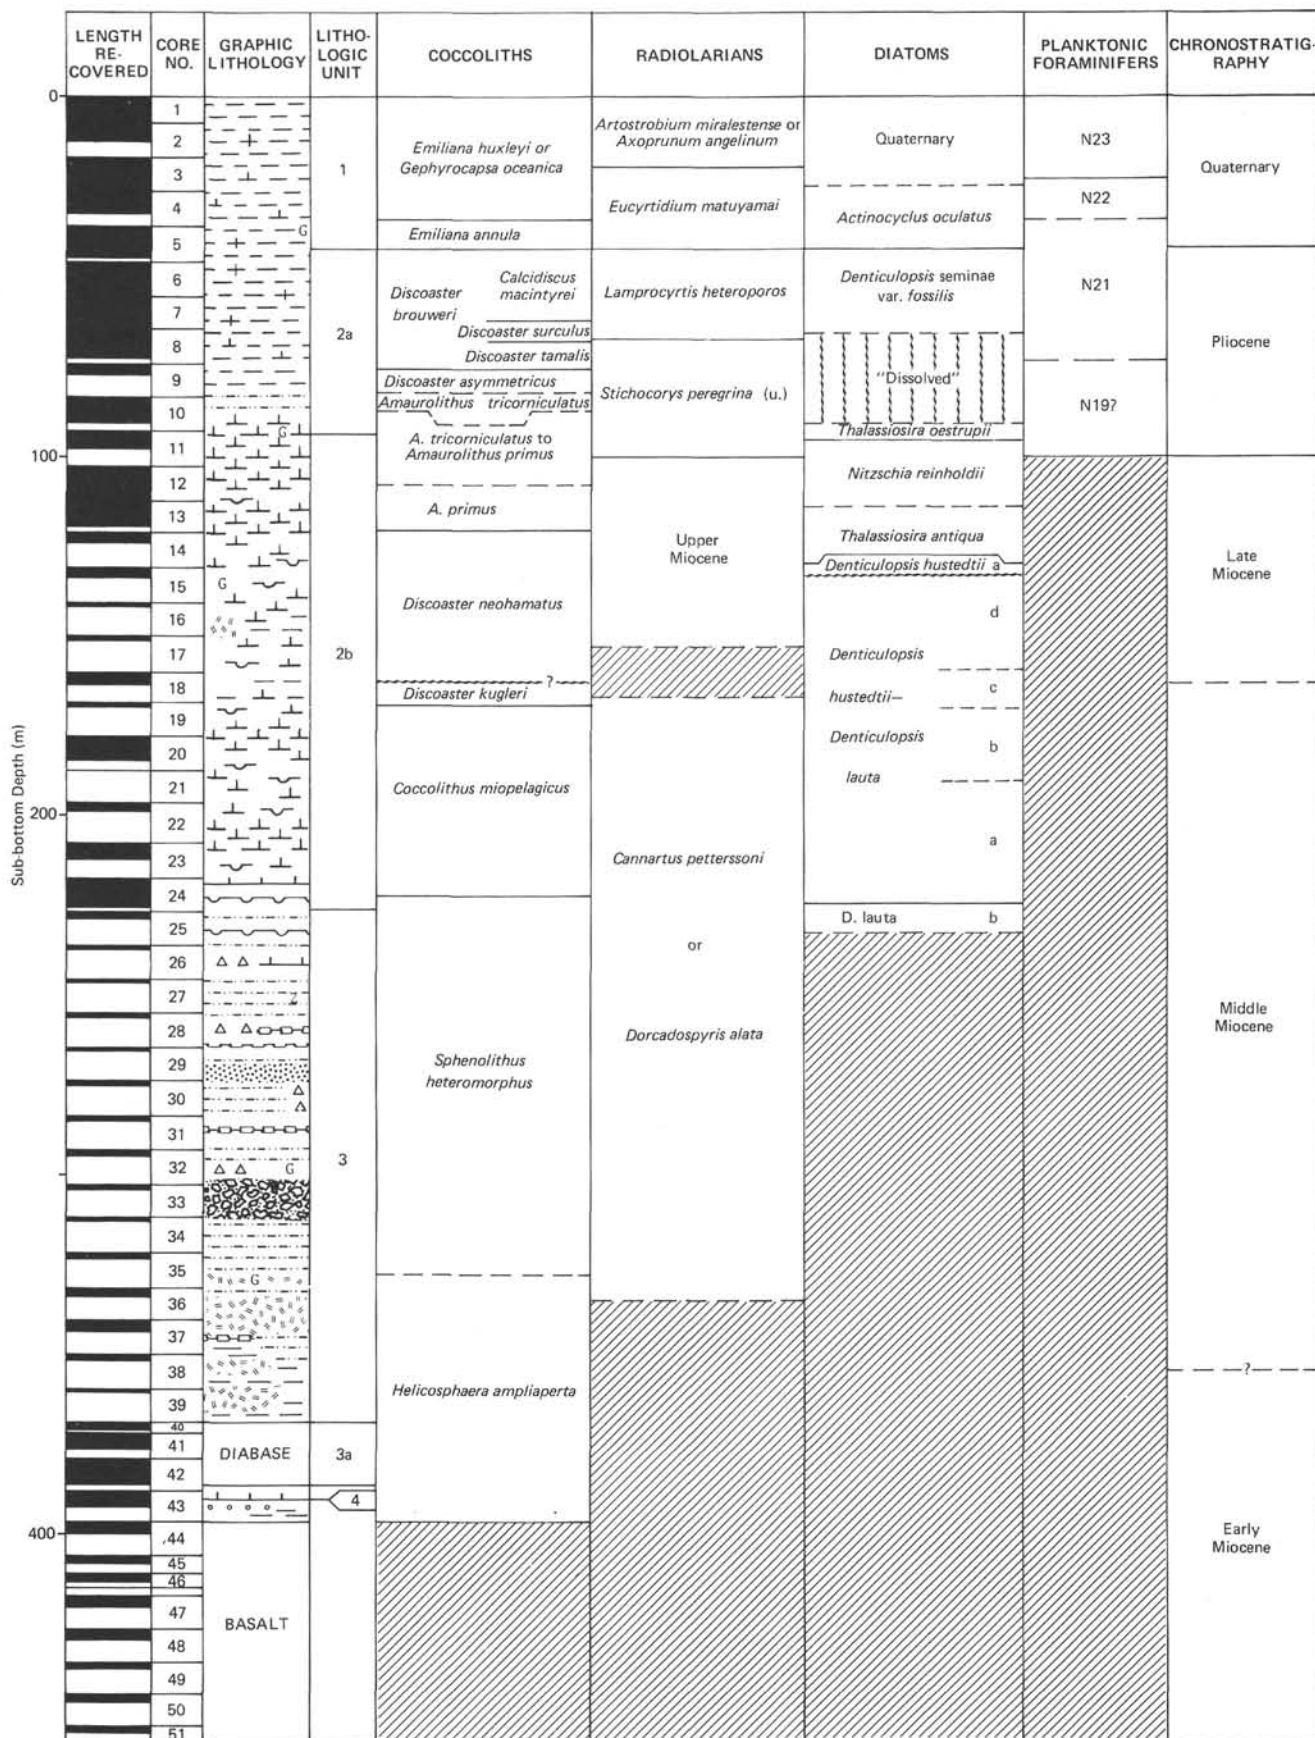 LENGTH
RE-
COVERED
CORE
NO.
GRAPHIC
LITHOLOGY
LITHO-
LOGIC
UNIT
COCCOLITHS
RADIOLARIANS
DIATOMS
PLANKTONIC
FORAMINIFERS
CHRONOSTRATIG-
RAPHY
Sub-bottom Depth (m)
0
100
200
400
1
2
3
4
5
6
7
8
9
10
11
12
13
14
15
16
17
18
19
20
21
22
23
24
25
26
27
28
29
30
31
32
33
34
35
36
37
38
39
40
41
42
43
44
45
46
47
48
49
50
51
G
G
G
Z
G
G
DIABASE
BASALT
1
2a
2b
3
3a
4
Emiliana huxleyi or
Gephyrocapsa oceanica
Emiliana annula
Discoaster
brouweri
Calcidiscus
macintyrei
Discoaster surculus
Discoaster tamalis
Discoaster asymmetricus
Amaurolithus tricorniculatus
A. tricorniculatus to
Amaurolithus primus
A. primus
Discoaster neohamatus
?
Discoaster kugleri
Coccolithus miopelagicus
Sphenolithus
heteromorphus
Helicosphaera ampliaperta
Artostrobium miralestense or
Axoprunum angelinum
Eucyrtidium matuyamai
Lamprocyrtis heteroporos
Stichocorys peregrina (u.)
Upper
Miocene
Cannartus petterssoni
or
Dorcadospyris alata
Quaternary
Actinocyclus oculatus
Denticulopsis seminae
var. fossilis
"Dissolved"
Thalassiosira oestrupii
Nitzschia reinholdii
Thalassiosira antiqua
Denticulopsis hustedtii a
d
Denticulopsis
hustedtii—
c
Denticulopsis
b
lauta
a
D. lauta b
N23
N22
N21
N19?
Quaternary
Pliocene
Late
Miocene
Middle
Miocene
?
Early
Miocene